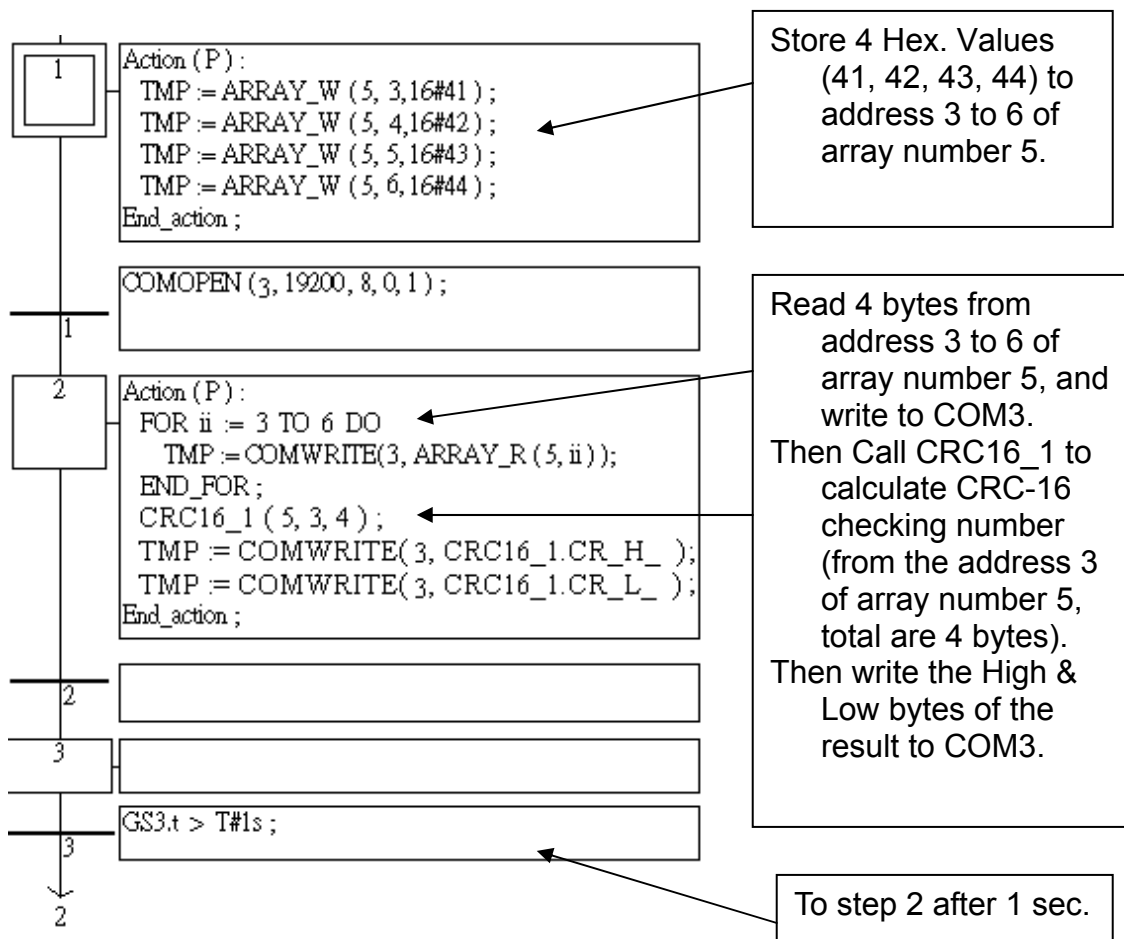 1
Action ( P ) :
TMP := ARRAY_W ( 5, 3,16#41 ) ;
TMP := ARRAY_W ( 5, 4,16#42 ) ;
TMP := ARRAY_W ( 5, 5,16#43 ) ;
TMP := ARRAY_W ( 5, 6,16#44 ) ;
End_action ;
Store 4 Hex. Values
(41, 42, 43, 44) to
address 3 to 6 of
array number 5.
COMOPEN ( 3, 19200, 8, 0, 1 ) ;
1
2
Action ( P ) :
FOR ii := 3 TO 6 DO
TMP := COMWRITE(3, ARRAY_R ( 5, ii ) );
END_FOR ;
CRC16_1 ( 5, 3, 4 ) ;
TMP := COMWRITE( 3, CRC16_1.CR_H_ );
TMP := COMWRITE( 3, CRC16_1.CR_L_ );
End_action ;
Read 4 bytes from
address 3 to 6 of
array number 5, and
write to COM3.
Then Call CRC16_1 to
calculate CRC-16
checking number
(from the address 3
of array number 5,
total are 4 bytes).
Then write the High &
Low bytes of the
result to COM3.
2
3
GS3.t > T#1s ;
3
2
To step 2 after 1 sec.